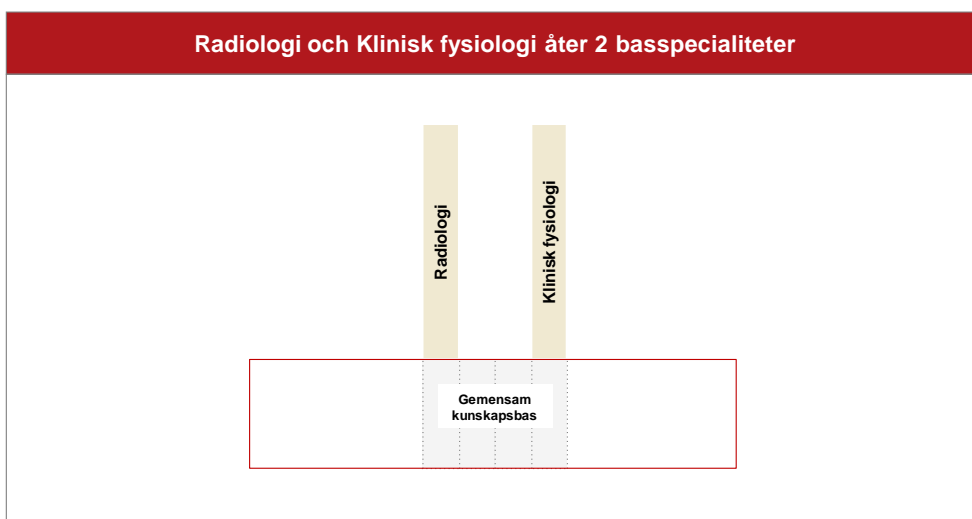 Radiologi och Klinisk fysiologi åter 2 basspecialiteter
Radiologi
Klinisk fysiologi
Gemensam
kunskapsbas